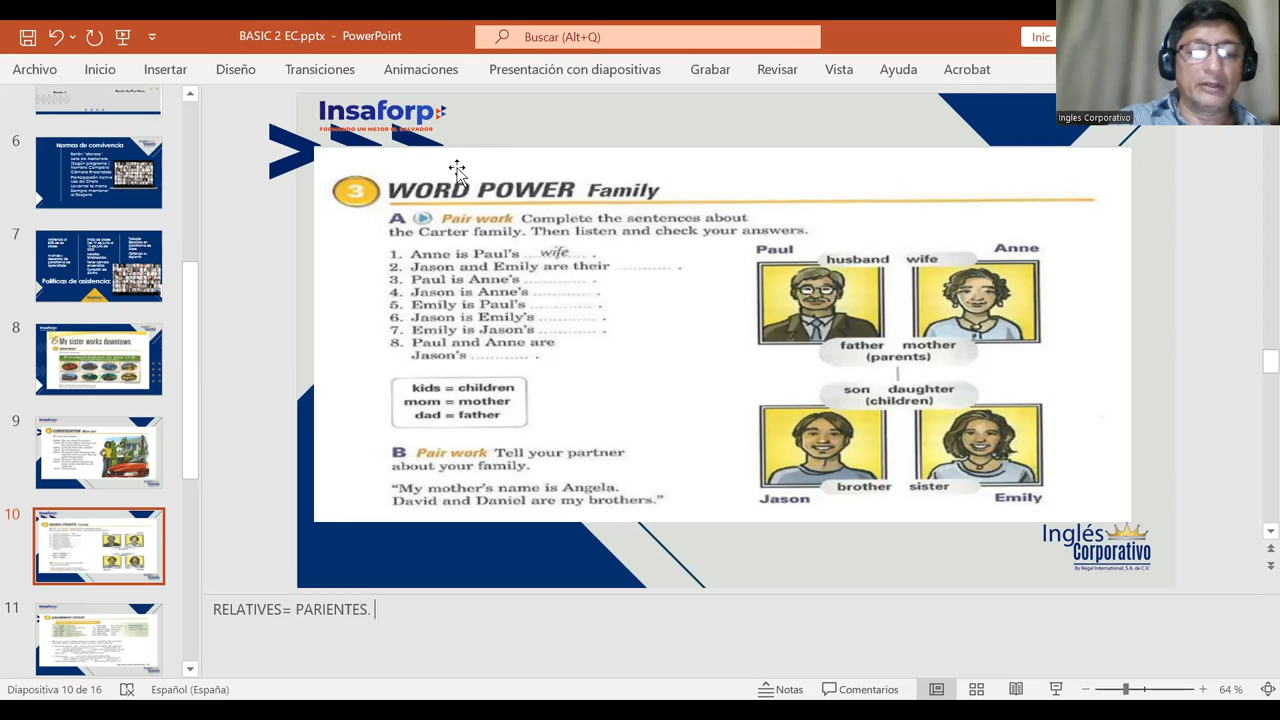 BASIC 2 EC.pptx - PowerPoint
Buscar (Alt+Q)
Inic.
Archivo Inicio Insertar Diseño Transiciones Animaciones Presentación con diapositivas Grabar Revisar Vista Ayuda Acrobat
Ingles Corporativo
6
Normas de convivencia
7
Políticas de asistencia:
8
My sister works downtown.
9
10
11
Insaforp
FORMANDO UN MEJOR EL SALVADOR
3 WORD POWER Family
A Pair work Complete the sentences about
the Carter family. Then listen and check your answers.
1. Anne is Paul's wife .
2. Jason and Emily are their .
3. Paul is Anne's .
4. Jason is Anne's .
5. Emily is Paul's .
6. Jason is Emily's .
7. Emily is Jason's .
8. Paul and Anne are
Jason's .
kids = children
mom = mother
dad = father
B Pair work Tell your partner
about your family.
"My mother's name is Angela.
David and Daniel are my brothers."
Paul Anne
husband wife
father mother
(parents)
son daughter
(children)
brother sister
Jason Emily
Inglés
Corporativo
By Regal International, S.A. de C.V.
RELATIVES= PARIENTES.
Diapositiva 10 de 16 Español (España) Notas Comentarios 64 %